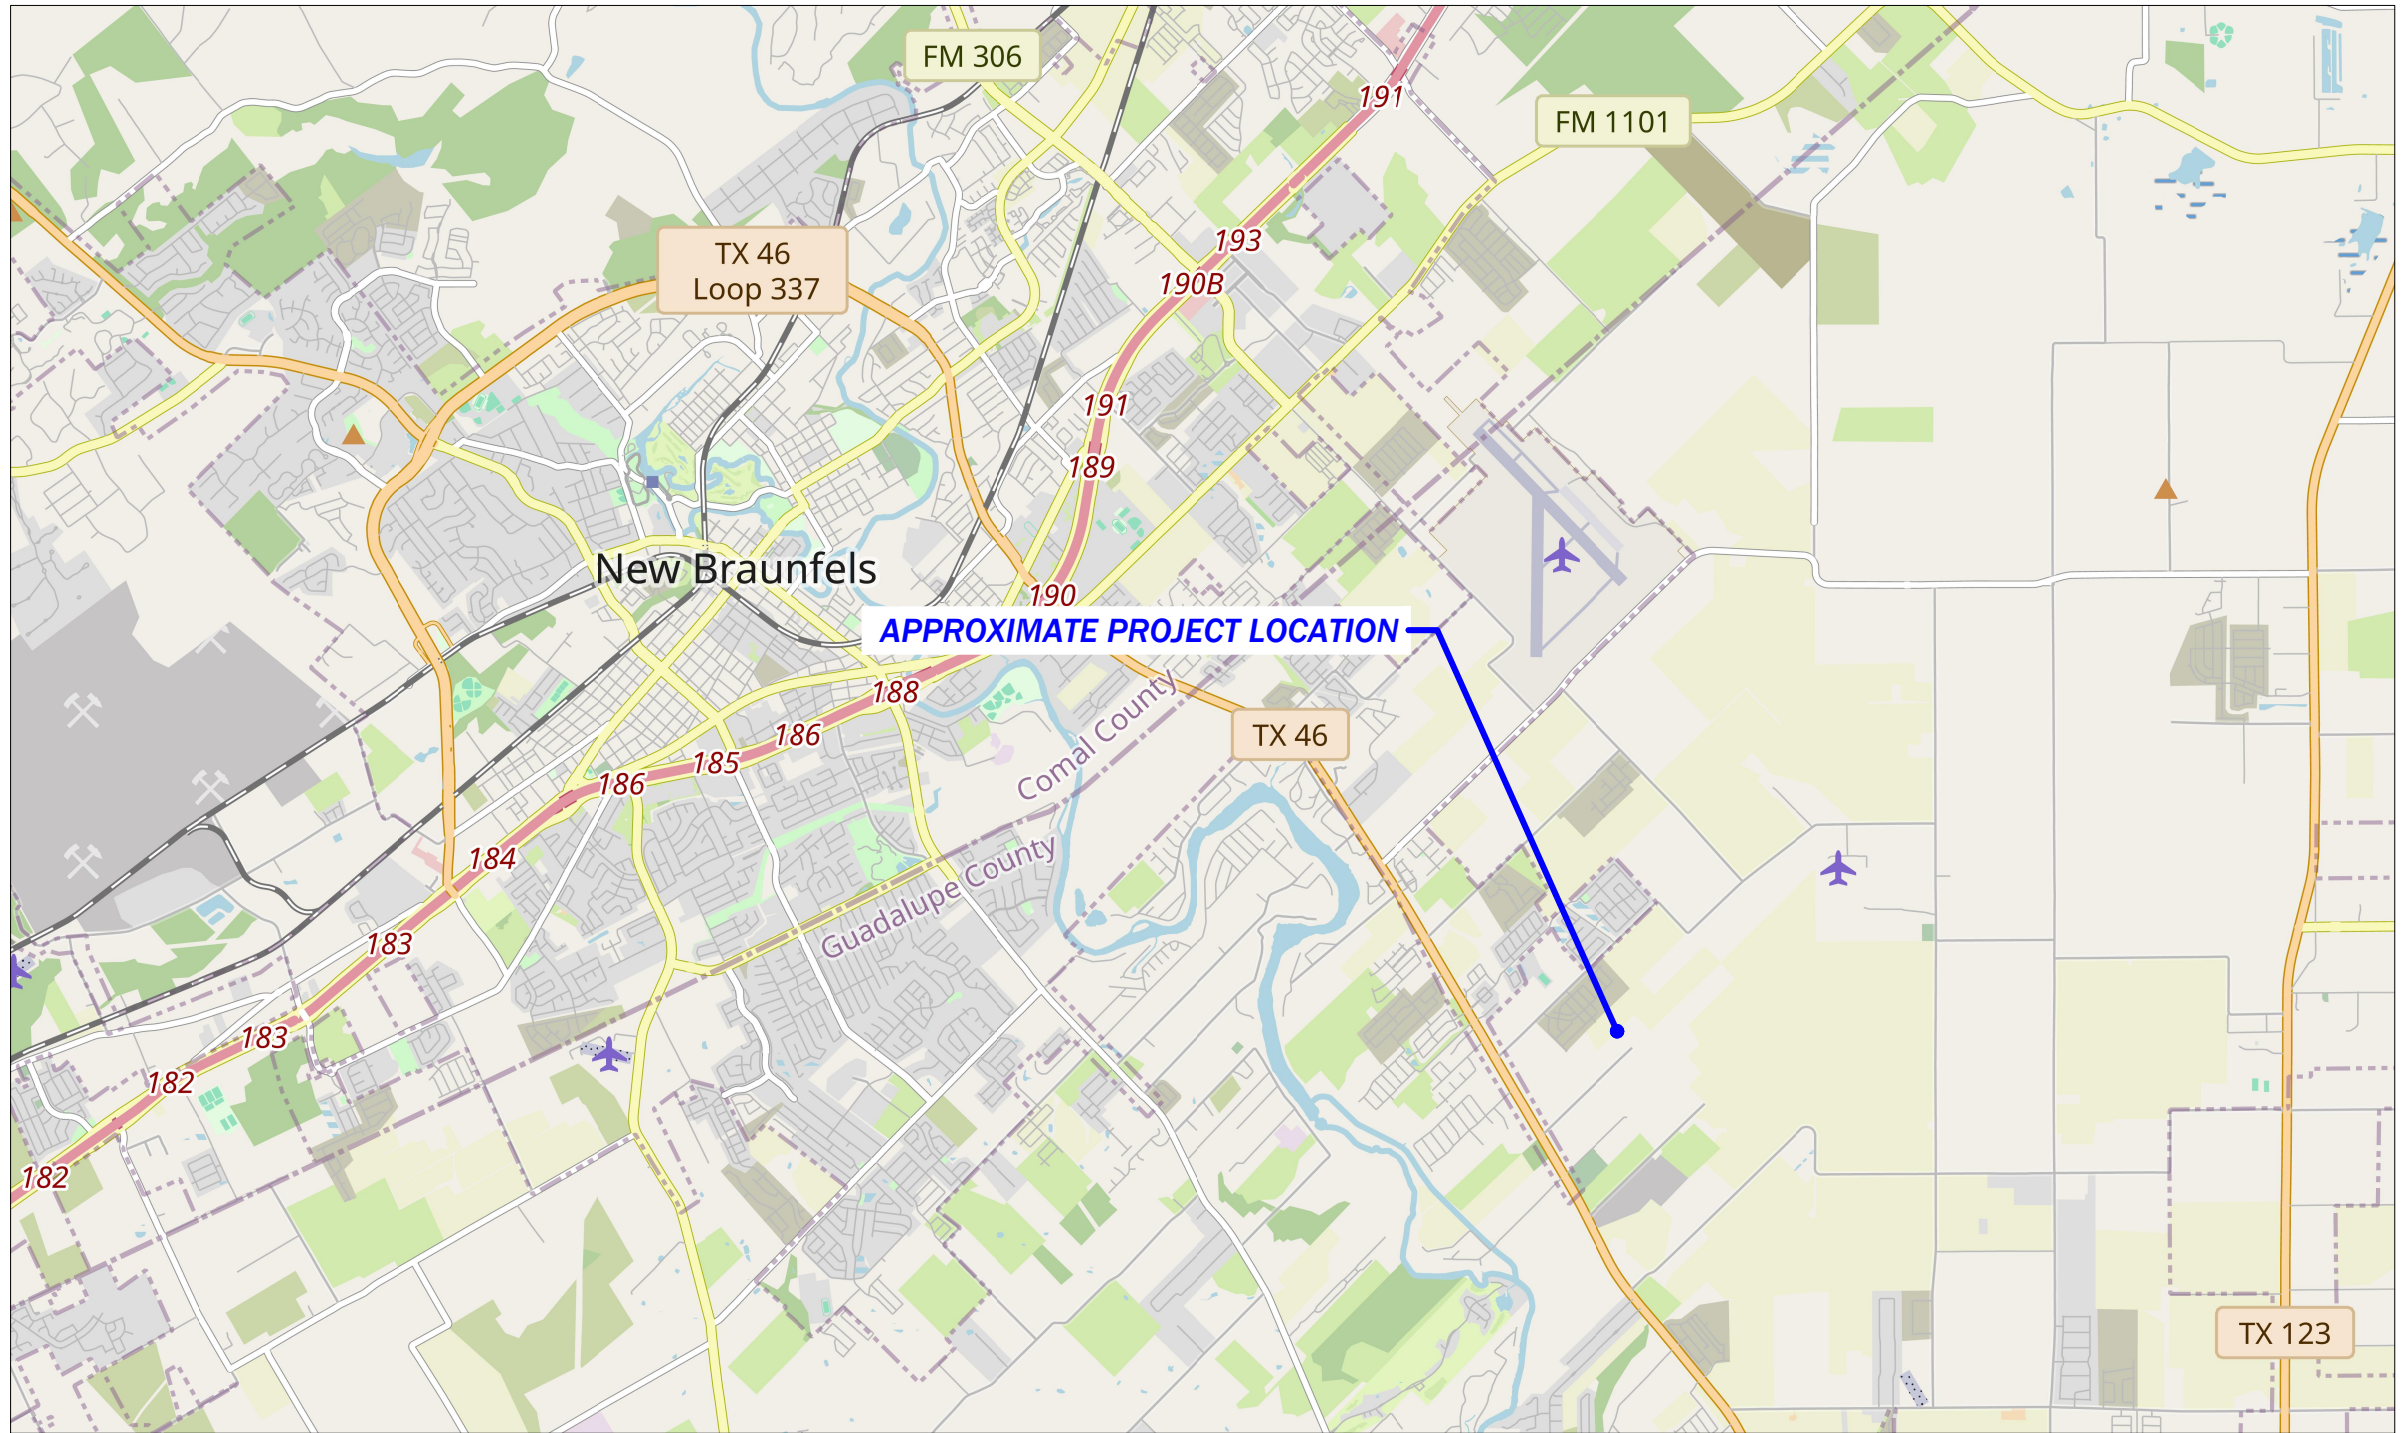 FM 306
191
FM 1101
193
TX 46
Loop 337
190B
191
189
New Braunfels
190
APPROXIMATE PROJECT LOCATION
188
Comal County
186
TX 46
185
186
184
Guadalupe County
183
183
182
182
TX 123